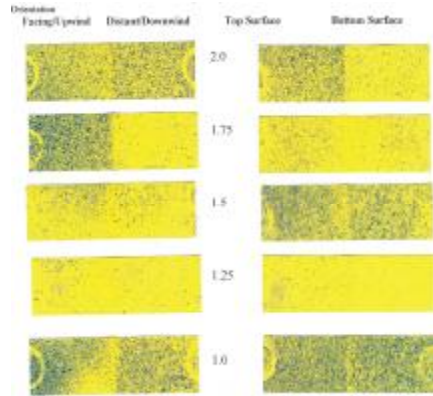 Orientation
Facing/Upwind Distant/Downwind Top Surface Bottom Surface
2.0
1.75
1.5
1.25
1.0